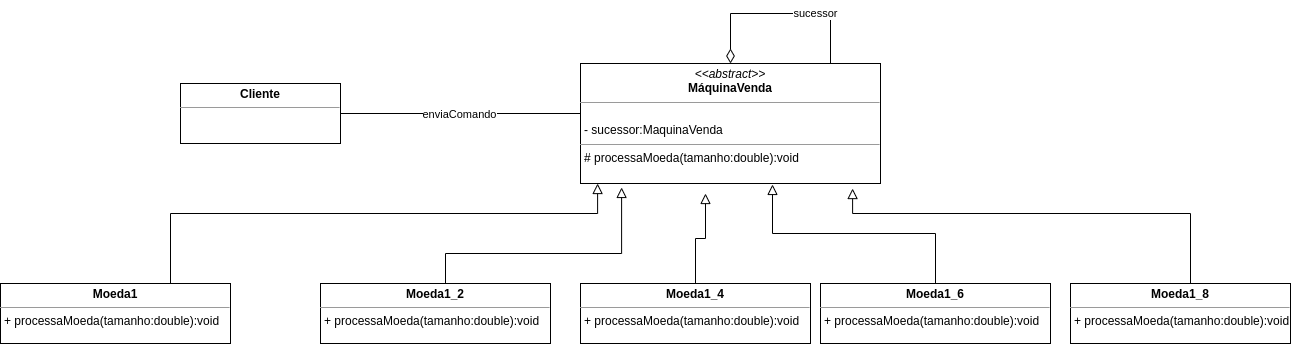 sucessor
<<abstract>>
MáquinaVenda
Cliente
enviaComando
- sucessor:MaquinaVenda
# processaMoeda(tamanho:double):void
Moeda1
+ processaMoeda(tamanho:double):void
Moeda1_2
+ processaMoeda(tamanho:double):void
Moeda1_4
+ processaMoeda(tamanho:double):void
Moeda1_6
+ processaMoeda(tamanho:double):void
Moeda1_8
+ processaMoeda(tamanho:double):void